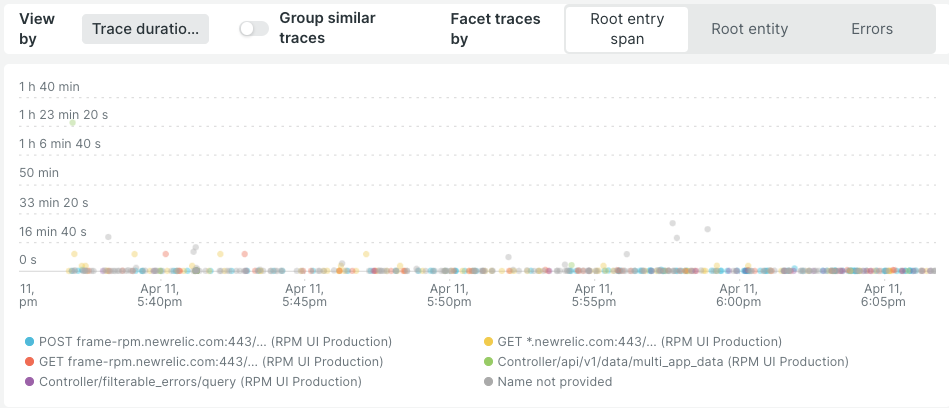 View by
Trace duratio...
Group similar traces
Facet traces by
Root entry span
Root entity
Errors
1 h 40 min
1 h 23 min 20 s
1 h 6 min 40 s
50 min
33 min 20 s
16 min 40 s
0 s
11, pm
Apr 11, 5:40pm
Apr 11, 5:45pm
Apr 11, 5:50pm
Apr 11, 5:55pm
Apr 11, 6:00pm
Apr 11, 6:05pm
POST frame-rpm.newrelic.com:443/... (RPM UI Production)
GET *.newrelic.com:443/... (RPM UI Production)
GET frame-rpm.newrelic.com:443/... (RPM UI Production)
Controller/api/v1/data/multi_app_data (RPM UI Production)
Controller/filterable_errors/query (RPM UI Production)
Name not provided